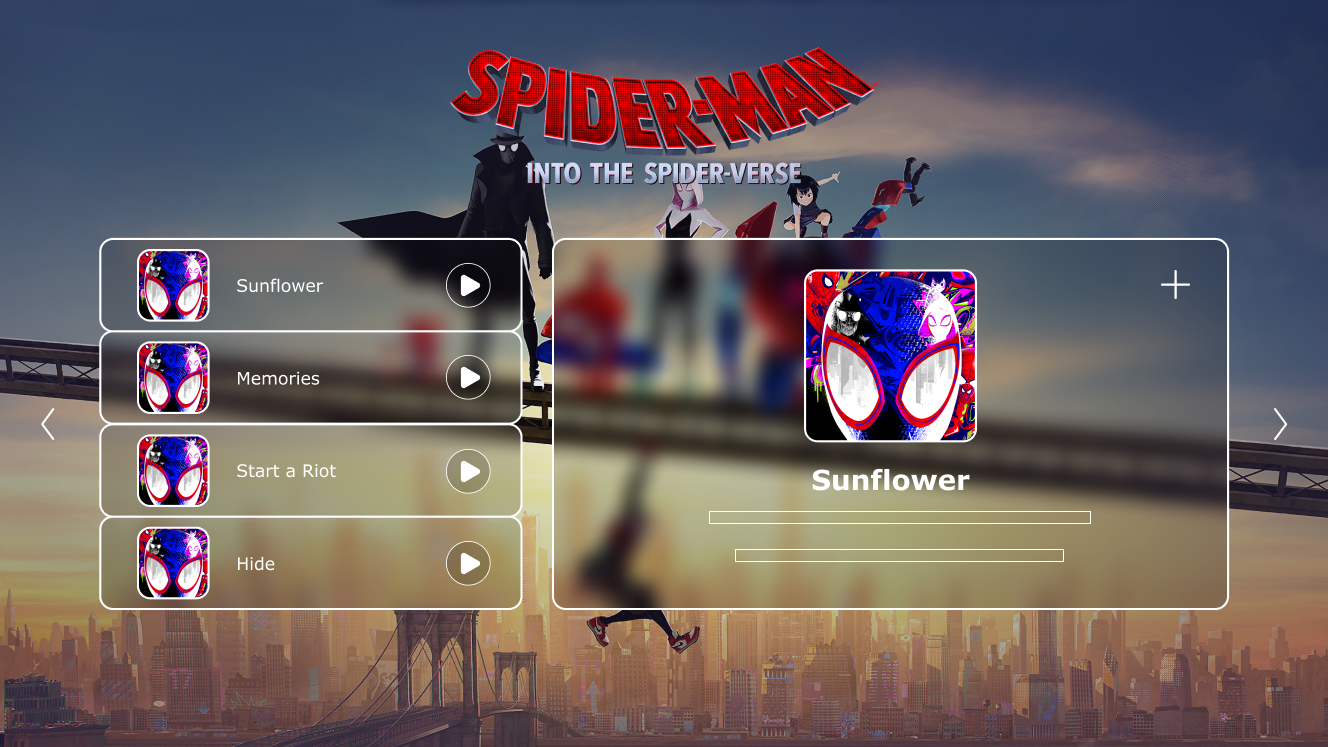 SPIDER-MAN
INTO THE SPIDER-VERSE
Sunflower
Memories
Start a Riot
Hide
Sunflower